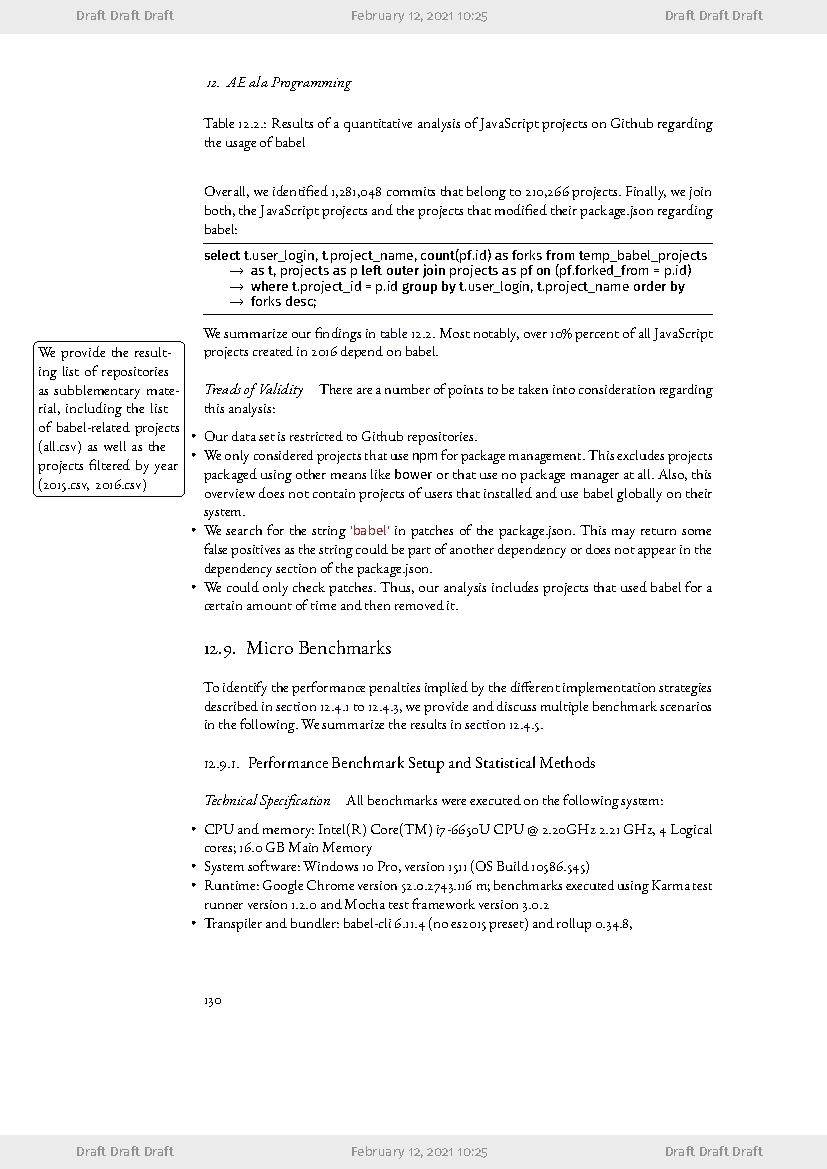 Draft Draft Draft February 12, 2021 10:25 Draft Draft Draft
12. AE ala Programming
Table 12.2.: Results of a quantitative analysis of JavaScript projects on Github regarding
the usage of babel
Overall, we identified 1,281,048 commits that belong to 210,266 projects. Finally, we join
both, the JavaScript projects and the projects that modified their package.json regarding
babel:
select t.user_login, t.project_name, count(pf.id) as forks from temp_babel_projects
→ as t, projects as p left outer join projects as pf on (pf.forked_from = p.id)
→ where t.project_id = p.id group by t.user_login, t.project_name order by
→ forks desc;
We summarize our findings in table 12.2. Most notably, over 10% percent of all JavaScript
projects created in 2016 depend on babel.
We provide the result-
ing list of repositories
as subblementary mate-
rial, including the list
of babel-related projects
(all.csv) as well as the
projects filtered by year
(2015.csv, 2016.csv)
Treads of Validity There are a number of points to be taken into consideration regarding
this analysis:
• Our data set is restricted to Github repositories.
• We only considered projects that use npm for package management. This excludes projects
packaged using other means like bower or that use no package manager at all. Also, this
overview does not contain projects of users that installed and use babel globally on their
system.
• We search for the string 'babel' in patches of the package.json. This may return some
false positives as the string could be part of another dependency or does not appear in the
dependency section of the package.json.
• We could only check patches. Thus, our analysis includes projects that used babel for a
certain amount of time and then removed it.
12.9. Micro Benchmarks
To identify the performance penalties implied by the different implementation strategies
described in section 12.4.1 to 12.4.3, we provide and discuss multiple benchmark scenarios
in the following. We summarize the results in section 12.4.5.
12.9.1. Performance Benchmark Setup and Statistical Methods
Technical Specification All benchmarks were executed on the following system:
• CPU and memory: Intel(R) Core(TM) i7-6650U CPU @ 2.20GHz 2.21 GHz, 4 Logical
cores; 16.0 GB Main Memory
• System software: Windows 10 Pro, version 1511 (OS Build 10586.545)
• Runtime: Google Chrome version 52.0.2743.116 m; benchmarks executed using Karma test
runner version 1.2.0 and Mocha test framework version 3.0.2
• Transpiler and bundler: babel-cli 6.11.4 (no es2015 preset) and rollup 0.34.8,
130
Draft Draft Draft February 12, 2021 10:25 Draft Draft Draft